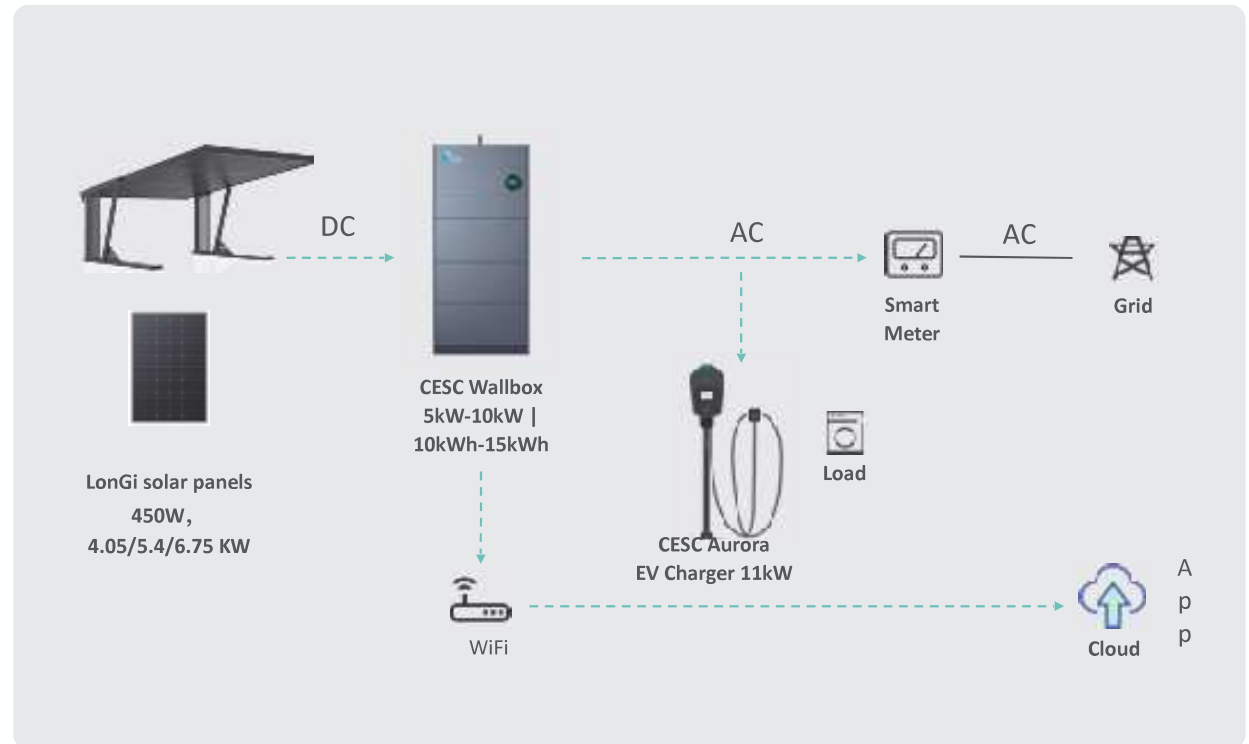 DC
AC
AC
Smart
Meter
Grid
CESC Wallbox
5kW-10kW |
10kWh-15kWh
LonGi solar panels
450W，
4.05/5.4/6.75 KW
Load
CESC Aurora
EV Charger 11kW
WiFi
Cloud
A
p
p